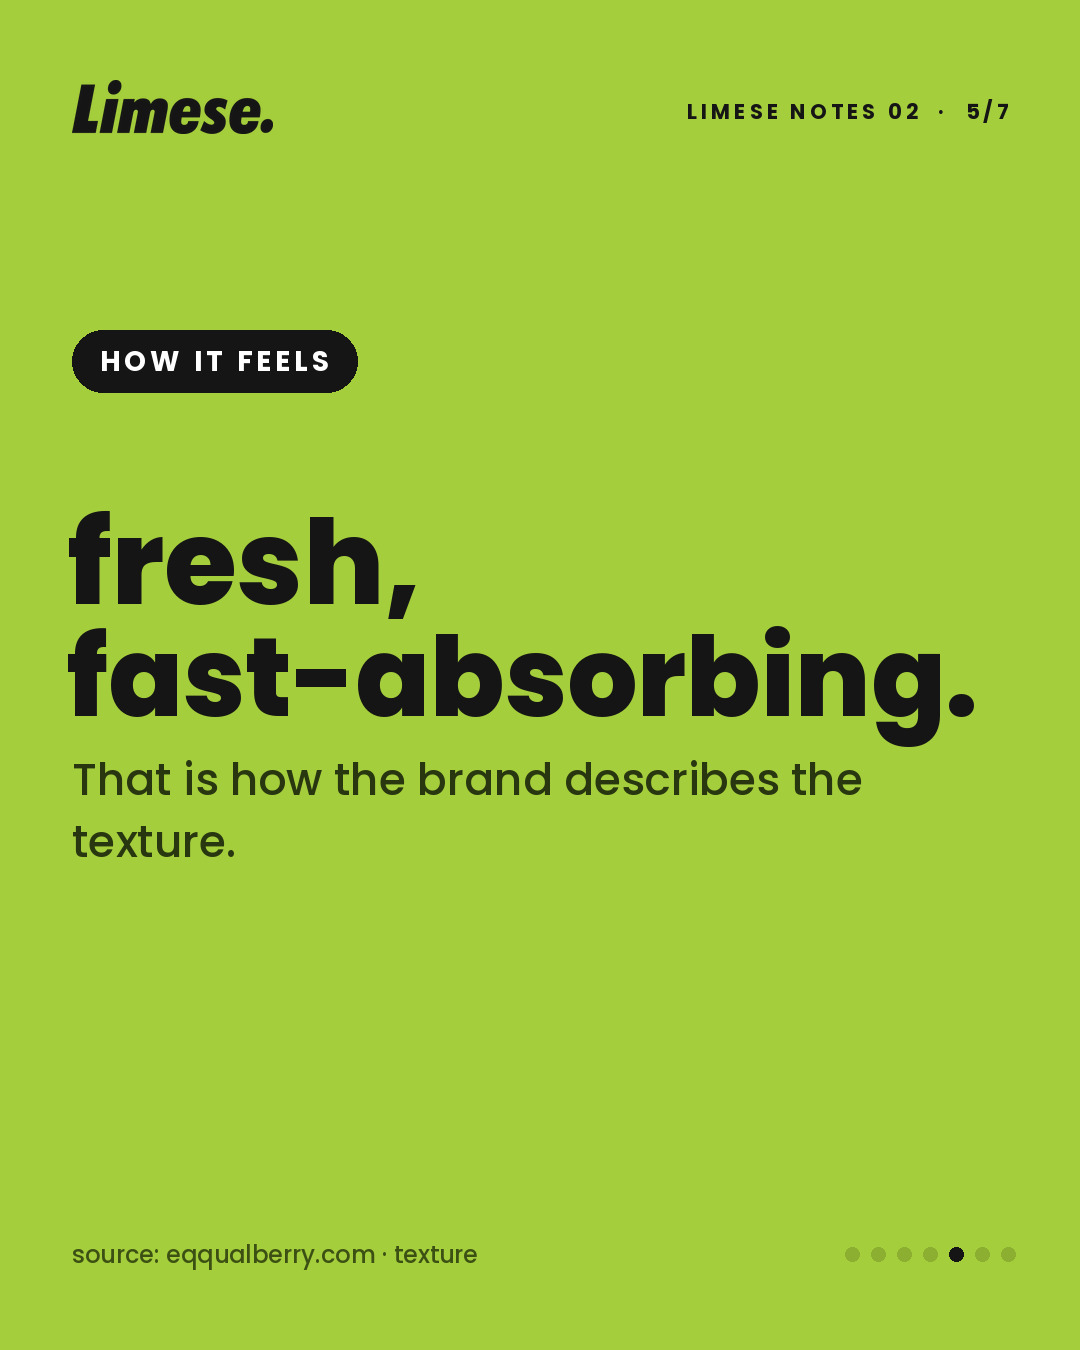 Limese.
LIMESE NOTES 02 · 5/7
HOW IT FEELS
fresh,
fast-absorbing.
That is how the brand describes the
texture.
source: eqqualberry.com · texture